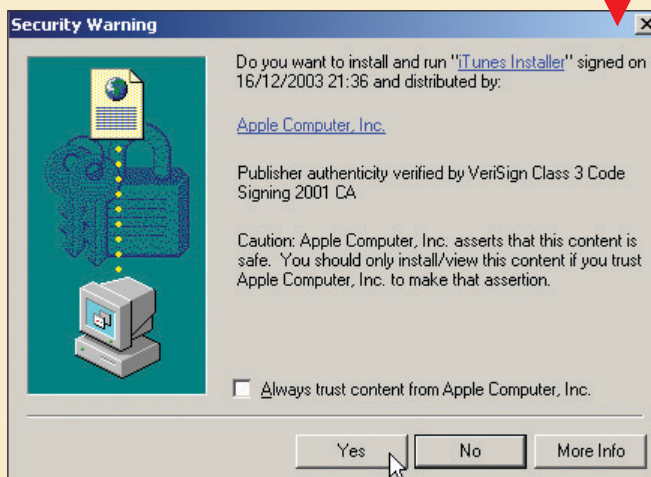 Security Warning
Do you want to install and run "iTunes Installer" signed on
16/12/2003 21:36 and distributed by:
Apple Computer, Inc.
Publisher authenticity verified by VeriSign Class 3 Code
Signing 2001 CA
Caution: Apple Computer, Inc. asserts that this content is
safe. You should only install/view this content if you trust
Apple Computer, Inc. to make that assertion.
Always trust content from Apple Computer, Inc.
Yes No More Info